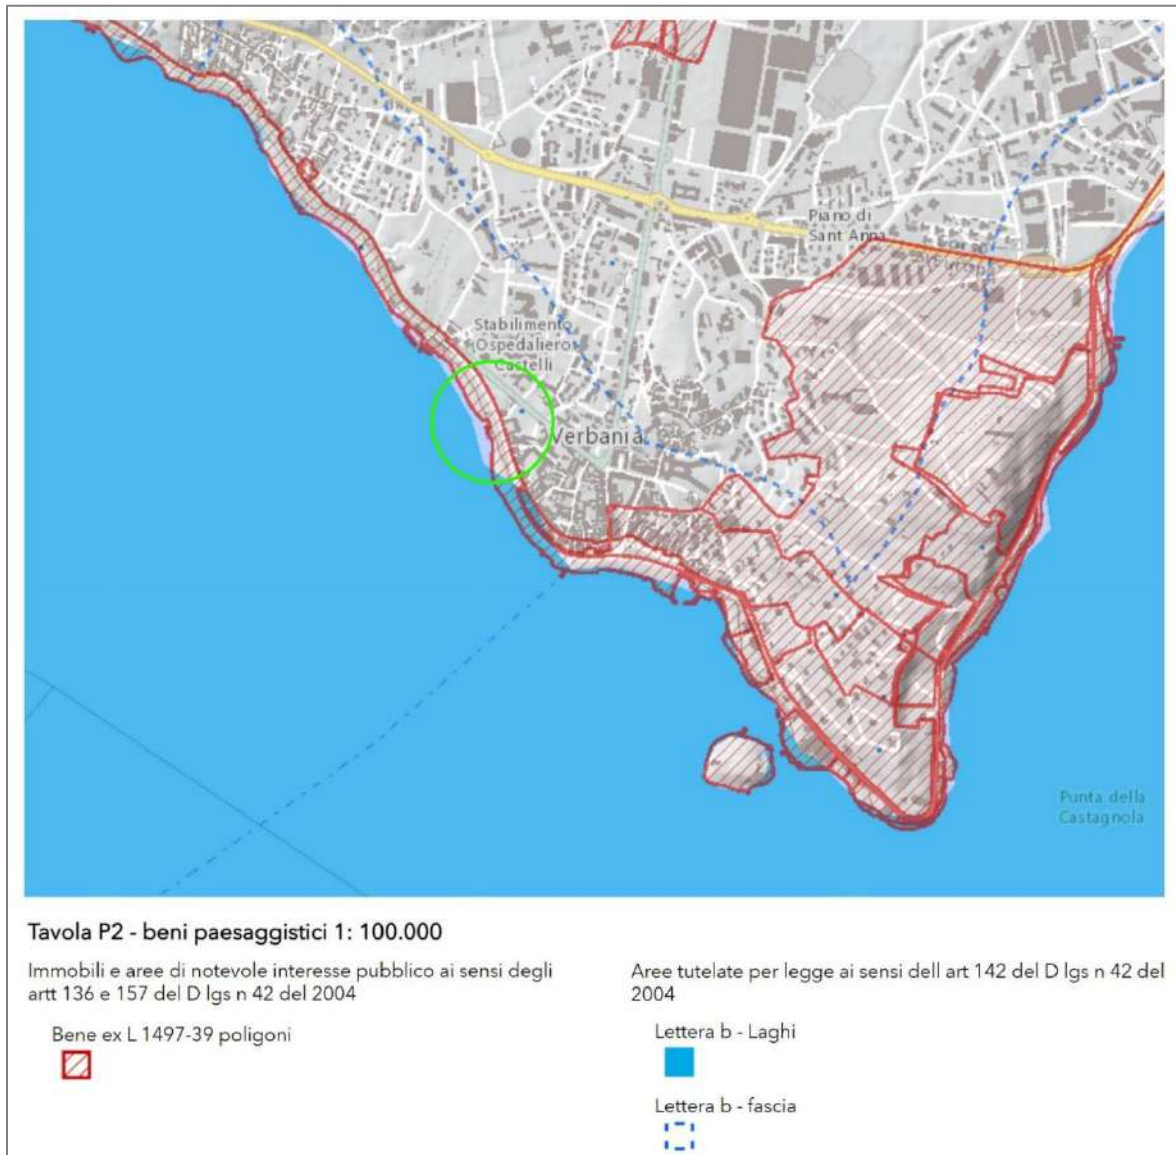 Piano di
Sant Anna
Stabilimento
Ospedaliero
Castelli
Verbania
Punta della
Castagnola
Tavola P2 - beni paesaggistici 1: 100.000
Immobili e aree di notevole interesse pubblico ai sensi degli
artt 136 e 157 del D lgs n 42 del 2004
Bene ex L 1497-39 poligoni
Aree tutelate per legge ai sensi dell art 142 del D lgs n 42 del
2004
Lettera b - Laghi
Lettera b - fascia